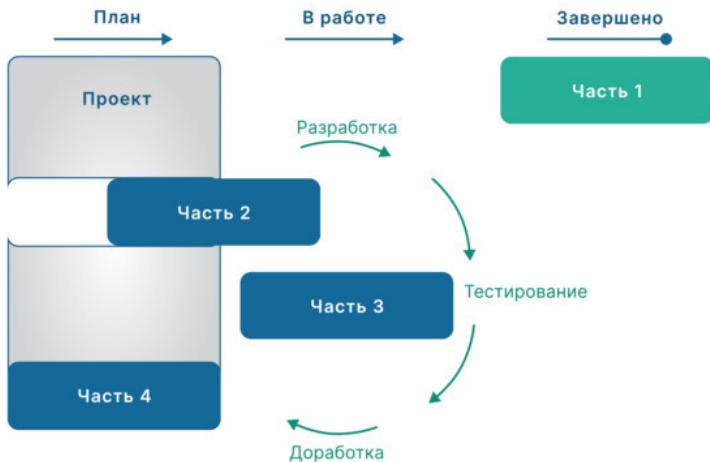 План
В работе
Завершено
Проект
Часть 1
Разработка
Часть 2
Тестирование
Часть 3
Часть 4
Доработка